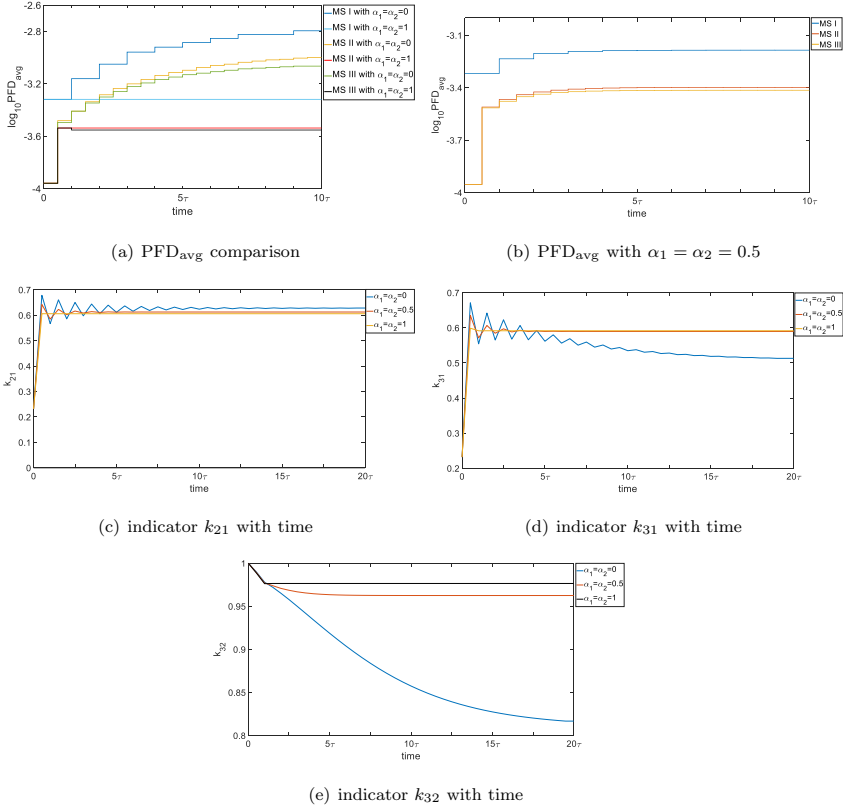 -2.4
-2.8
-3.2
-3.6
-4
log₁₀PFD_avg
0
5τ
10τ
time
MS I with α₁=α₂=0
MS I with α₁=α₂=1
MS II with α₁=α₂=0
MS II with α₁=α₂=1
MS III with α₁=α₂=0
MS III with α₁=α₂=1
(a) PFD_avg comparison
-3.1
-3.4
-3.7
-4
log₁₀PFD_avg
0
5τ
10τ
time
MS I
MS II
MS III
(b) PFD_avg with α₁ = α₂ = 0.5
0.7
0.6
0.5
0.4
0.3
0.2
0.1
0
k₂₁
0
5τ
10τ
15τ
20τ
time
α₁=α₂=0
α₁=α₂=0.5
α₁=α₂=1
(c) indicator k₂₁ with time
0.7
0.6
0.5
0.4
0.3
0.2
k₃₁
0
5τ
10τ
15τ
20τ
time
α₁=α₂=0
α₁=α₂=0.5
α₁=α₂=1
(d) indicator k₃₁ with time
1
0.95
0.9
0.85
0.8
k₃₂
0
5τ
10τ
15τ
20τ
time
α₁=α₂=0
α₁=α₂=0.5
α₁=α₂=1
(e) indicator k₃₂ with time